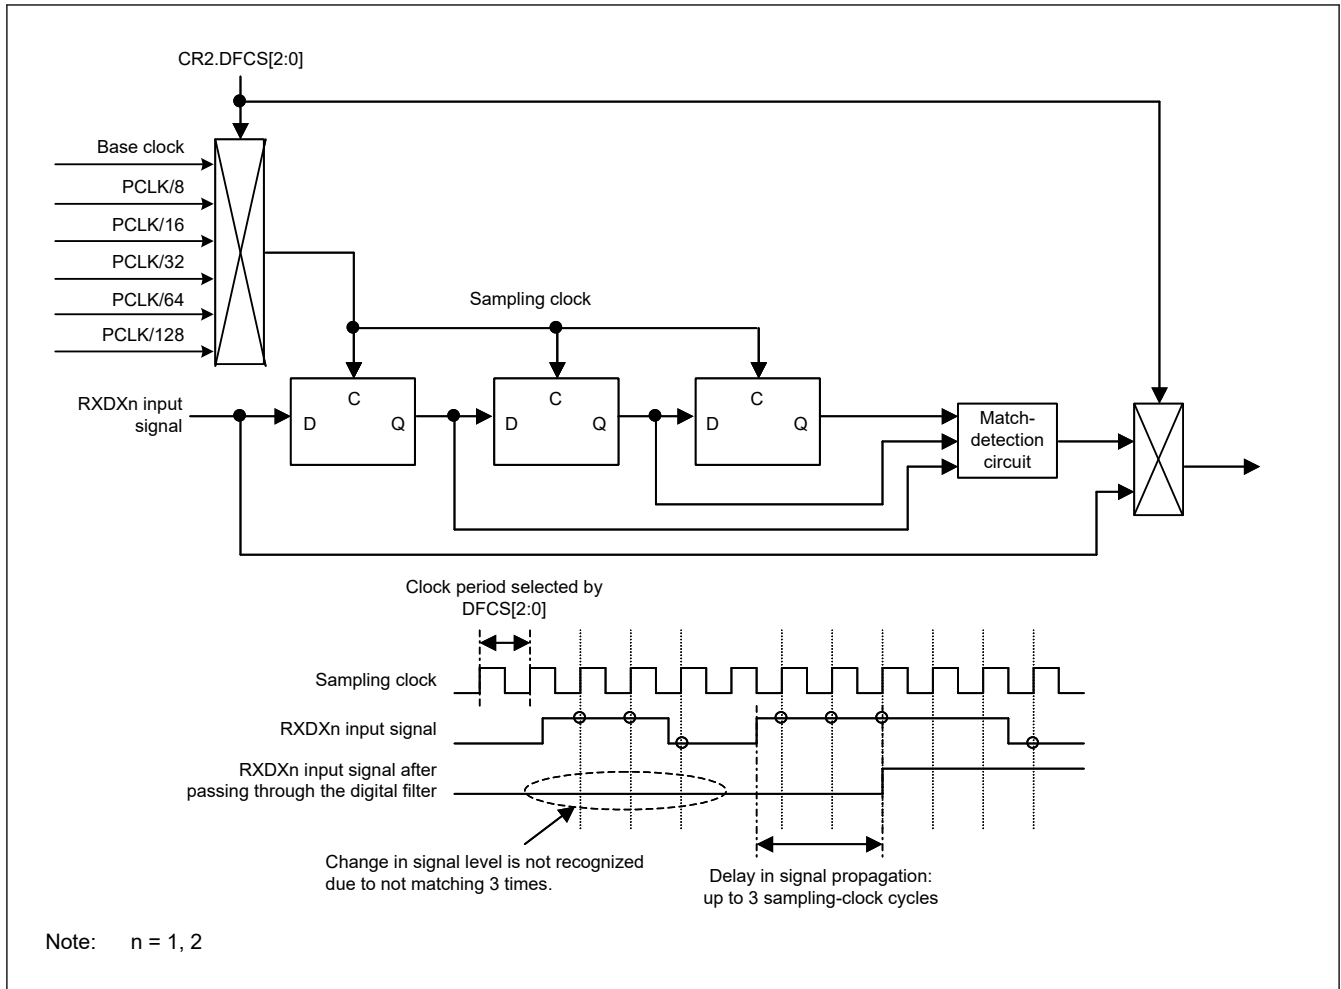 CR2.DFCS[2:0]
Base clock
PCLK/8
PCLK/16
PCLK/32
PCLK/64
PCLK/128
Sampling clock
RXDXn input
signal
C
D
Q
C
D
Q
C
D
Q
Match-
detection
circuit
Clock period selected by
DFCS[2:0]
Sampling clock
RXDXn input signal
RXDXn input signal after
passing through the digital filter
Change in signal level is not recognized
due to not matching 3 times.
Delay in signal propagation:
up to 3 sampling-clock cycles
Note: n = 1, 2